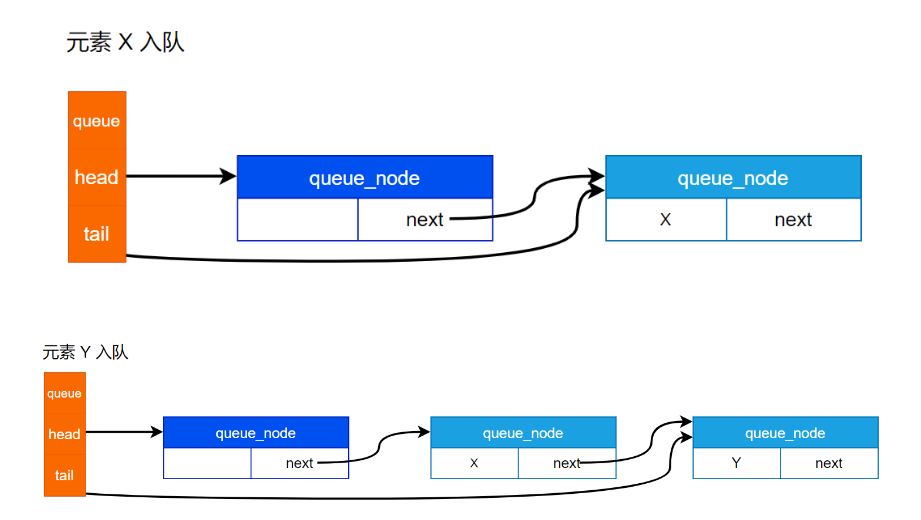 元素 X 入队
queue
head
tail
queue_node
next
queue_node
X
next
元素 Y 入队
queue
head
tail
queue_node
next
queue_node
X
next
queue_node
Y
next